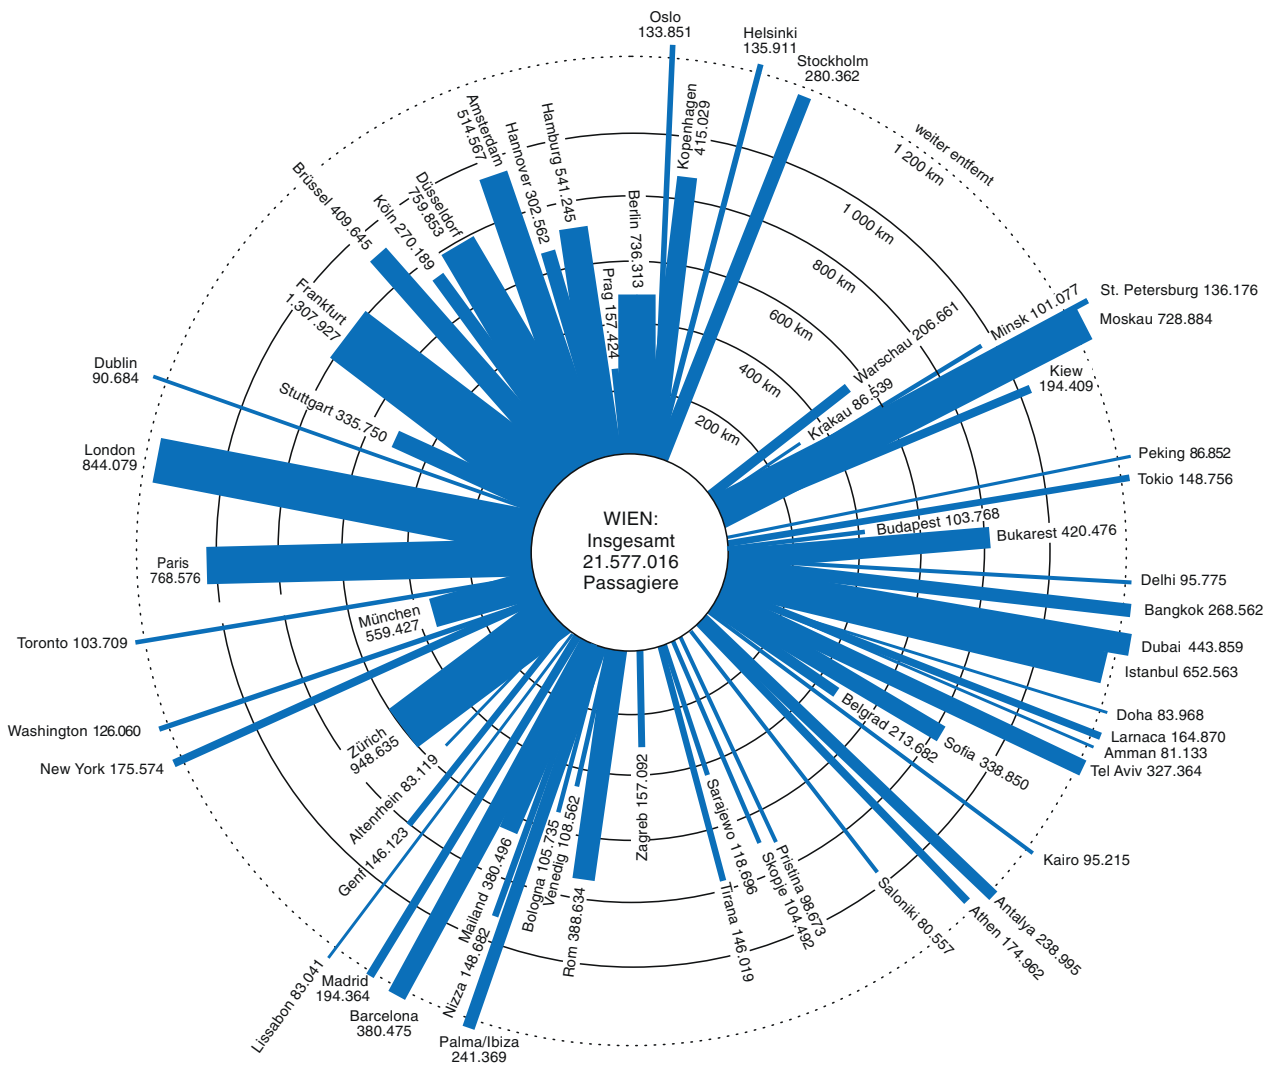 Oslo
133.851
Helsinki
135.911
Stockholm
280.362
Kopenhagen
415.029
weiter entfernt
1 200 km
1 000 km
800 km
600 km
400 km
200 km
Amsterdam
514.567
Hannover 302.562
Hamburg 541.245
Berlin 736.313
Prag 157.424
Düsseldorf
759.853
Köln 270.189
Brüssel 409.645
Frankfurt
1.307.927
Dublin
90.684
Stuttgart 335.750
London
844.079
Paris
768.576
München
559.427
Toronto 103.709
Washington 126.060
New York 175.574
Zürich
948.635
Altenrhein 83.119
Genf 146.123
Lissabon 83.041
Madrid
194.364
Barcelona
380.475
Mailand 380.496
Nizza 148.682
Palma/Ibiza
241.369
Bologna 105.735
Venedig 108.562
Rom 388.634
Zagreb 157.092
Sarajewo 118.696
Tirana 146.019
Pristina 98.673
Skopje 104.492
Saloniki 80.557
Athen 174.962
Antalya 238.995
Kairo 95.215
Belgrad 213.682
Sofia 338.850
Tel Aviv 327.364
Amman 81.133
Larnaca 164.870
Doha 83.968
Istanbul 652.563
Dubai 443.859
Bangkok 268.562
Delhi 95.775
Bukarest 420.476
Budapest 103.768
Tokio 148.756
Peking 86.852
Kiew
194.409
Moskau 728.884
St. Petersburg 136.176
Minsk 101.077
Warschau 206.661
Krakau 86.539
WIEN:
Insgesamt
21.577.016
Passagiere